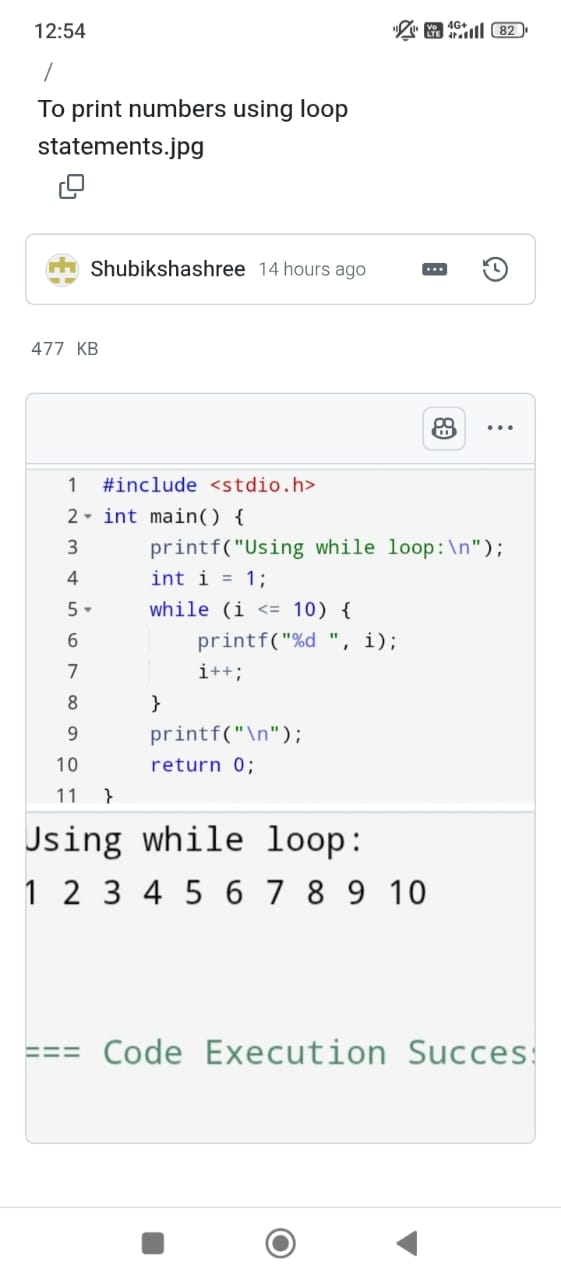 12:54
Vo LTE 4G+ 82
/
To print numbers using loop
statements.jpg
Shubikshashree 14 hours ago
477 KB
1 #include <stdio.h>
2 int main() {
3     printf("Using while loop:\n");
4     int i = 1;
5     while (i <= 10) {
6         printf("%d ", i);
7         i++;
8     }
9     printf("\n");
10     return 0;
11 }
Using while loop:
1 2 3 4 5 6 7 8 9 10
=== Code Execution Succes